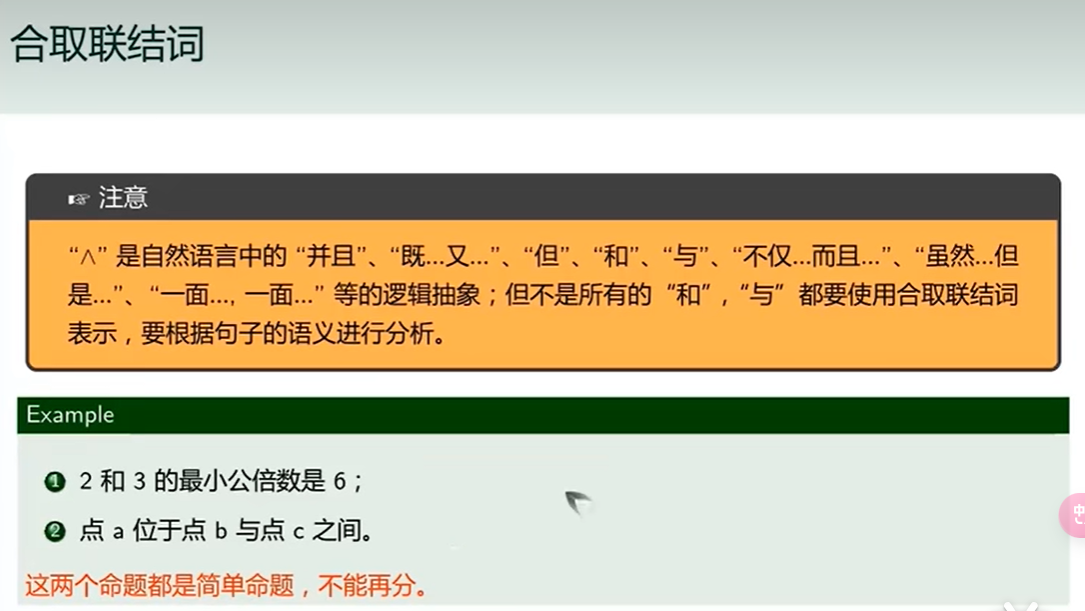 合取联结词
☞ 注意
“∧” 是自然语言中的 “并且”、“既...又...”、“但”、“和”、“与”、“不仅...而且...”、“虽然...但
是...”、“一面..., 一面...” 等的逻辑抽象；但不是所有的 “和”, “与” 都要使用合取联结词
表示，要根据句子的语义进行分析。
Example
1 2 和 3 的最小公倍数是 6；
2 点 a 位于点 b 与点 c 之间。
这两个命题都是简单命题，不能再分。